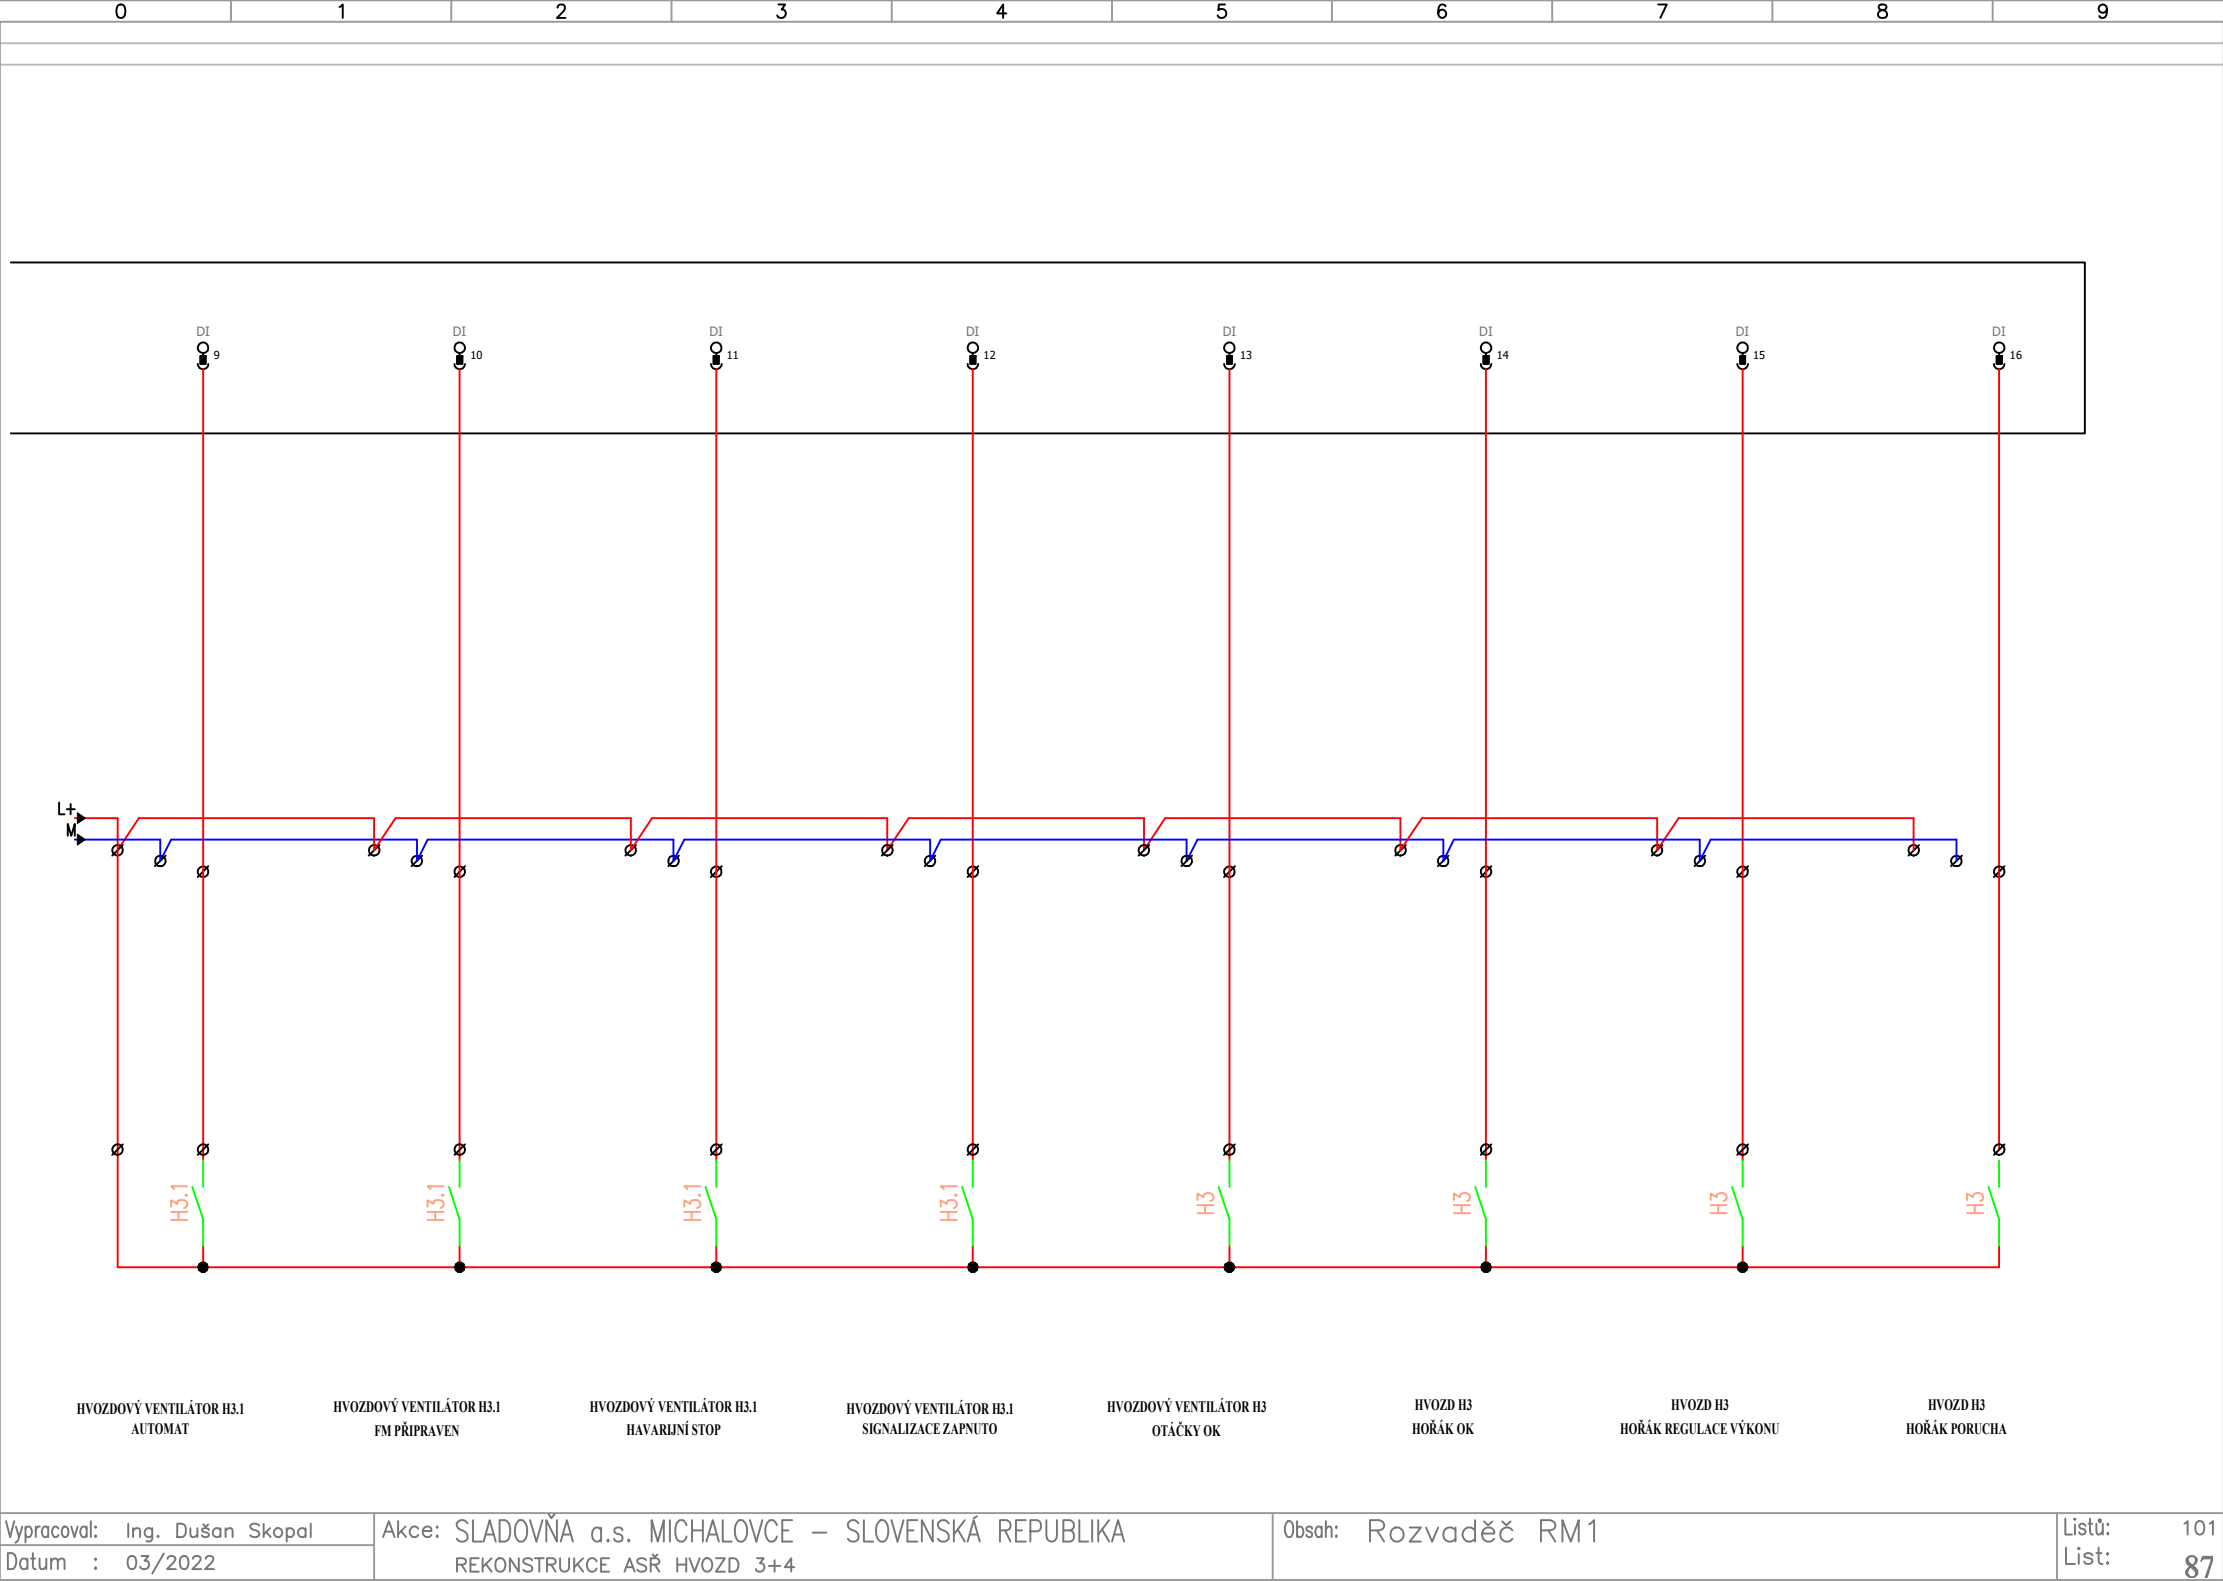 0 1 2 3 4 5 6 7 8 9
DI DI DI DI DI DI DI DI
9 10 11 12 13 14 15 16
L+
M
H3.1 H3.1 H3.1 H3.1 H3 H3 H3 H3
HVOZDOVÝ VENTILÁTOR H3.1
AUTOMAT
HVOZDOVÝ VENTILÁTOR H3.1
FM PŘIPRAVEN
HVOZDOVÝ VENTILÁTOR H3.1
HAVARIJNÍ STOP
HVOZDOVÝ VENTILÁTOR H3.1
SIGNALIZACE ZAPNUTO
HVOZDOVÝ VENTILÁTOR H3
OTÁČKY OK
HVOZD H3
HOŘÁK OK
HVOZD H3
HOŘÁK REGULACE VÝKONU
HVOZD H3
HOŘÁK PORUCHA
Vypracoval: Ing. Dušan Skopal
Datum : 03/2022
Akce: SLADOVŇA a.s. MICHALOVCE – SLOVENSKÁ REPUBLIKA
REKONSTRUKCE ASŘ HVOZD 3+4
Obsah: Rozvaděč RM1
Listů: 101
List: 87